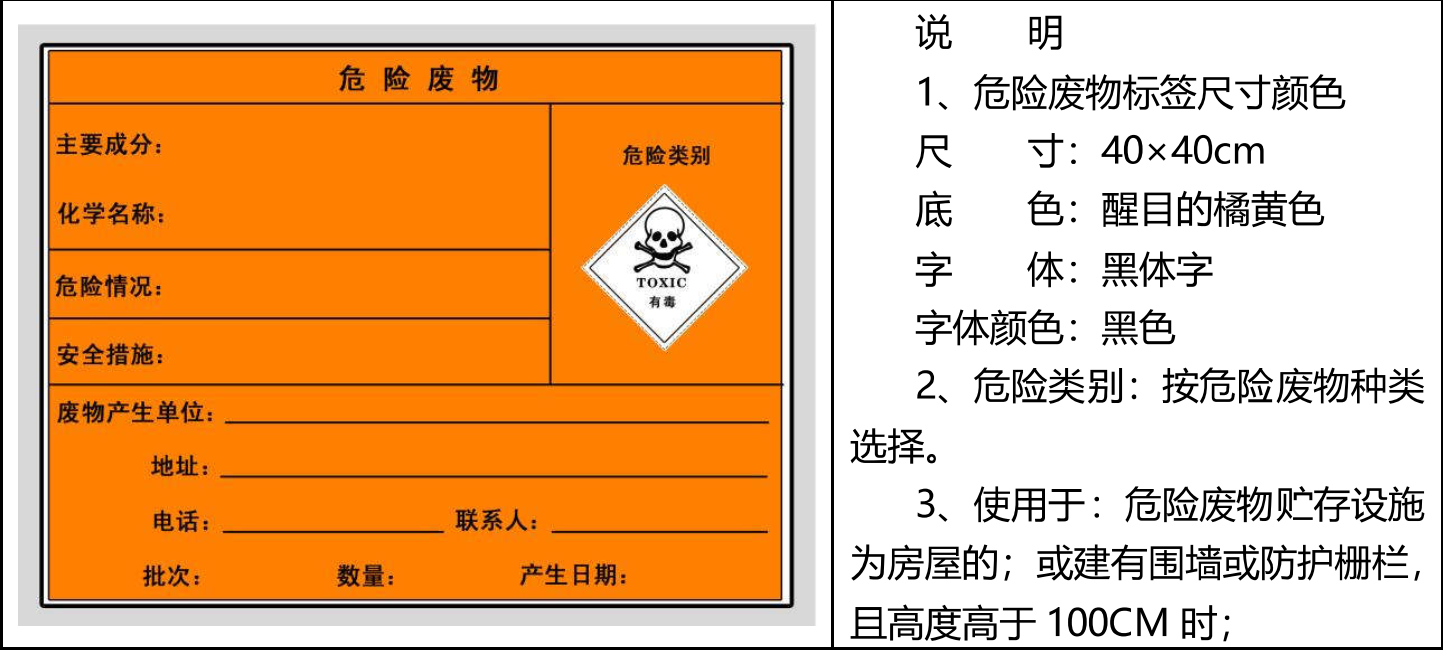 危险废物
主要成分：
化学名称：
危险情况：
安全措施：
危险类别
TOXIC
有毒
废物产生单位：
地址：
电话： 联系人：
批次： 数量： 产生日期：
说 明
1、危险废物标签尺寸颜色
尺 寸：40×40cm
底 色：醒目的橘黄色
字 体：黑体字
字体颜色：黑色
2、危险类别：按危险废物种类
选择。
3、使用于：危险废物贮存设施
为房屋的；或建有围墙或防护栅栏，
且高度高于 100CM 时；